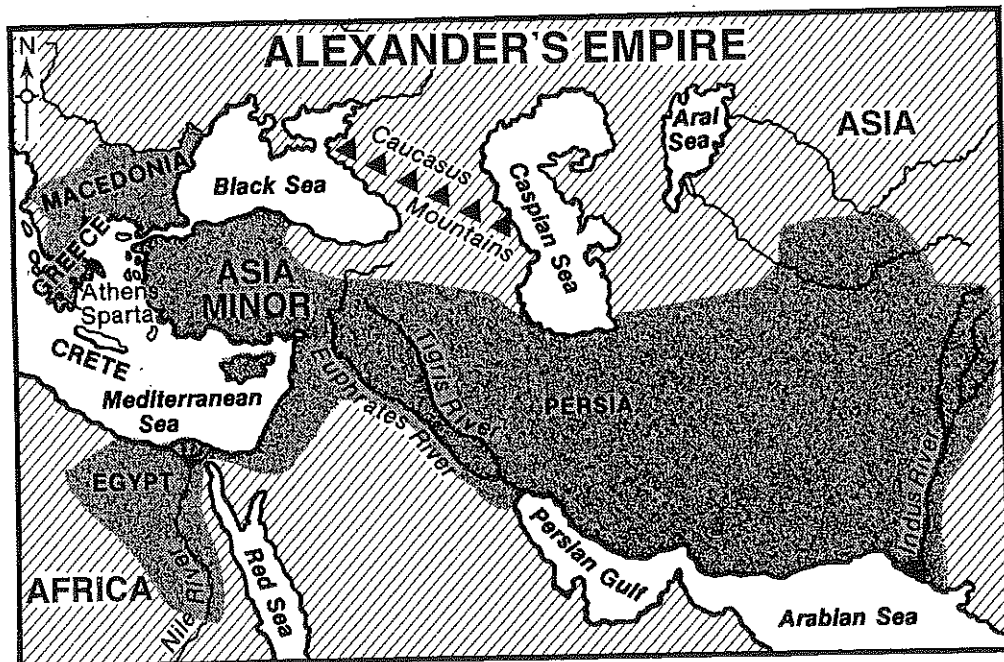 N
ALEXANDER'S EMPIRE
Aral
Sea
ASIA
Caucasus
Mountains
Caspian
Sea
Black Sea
MACEDONIA
GREECE
ASIA
MINOR
Athens
Sparta
CRETE
Mediterranean
Sea
Tigris River
Euphrates River
PERSIA
Indus River
EGYPT
AFRICA
Nile River
Red Sea
Persian Gulf
Arabian Sea